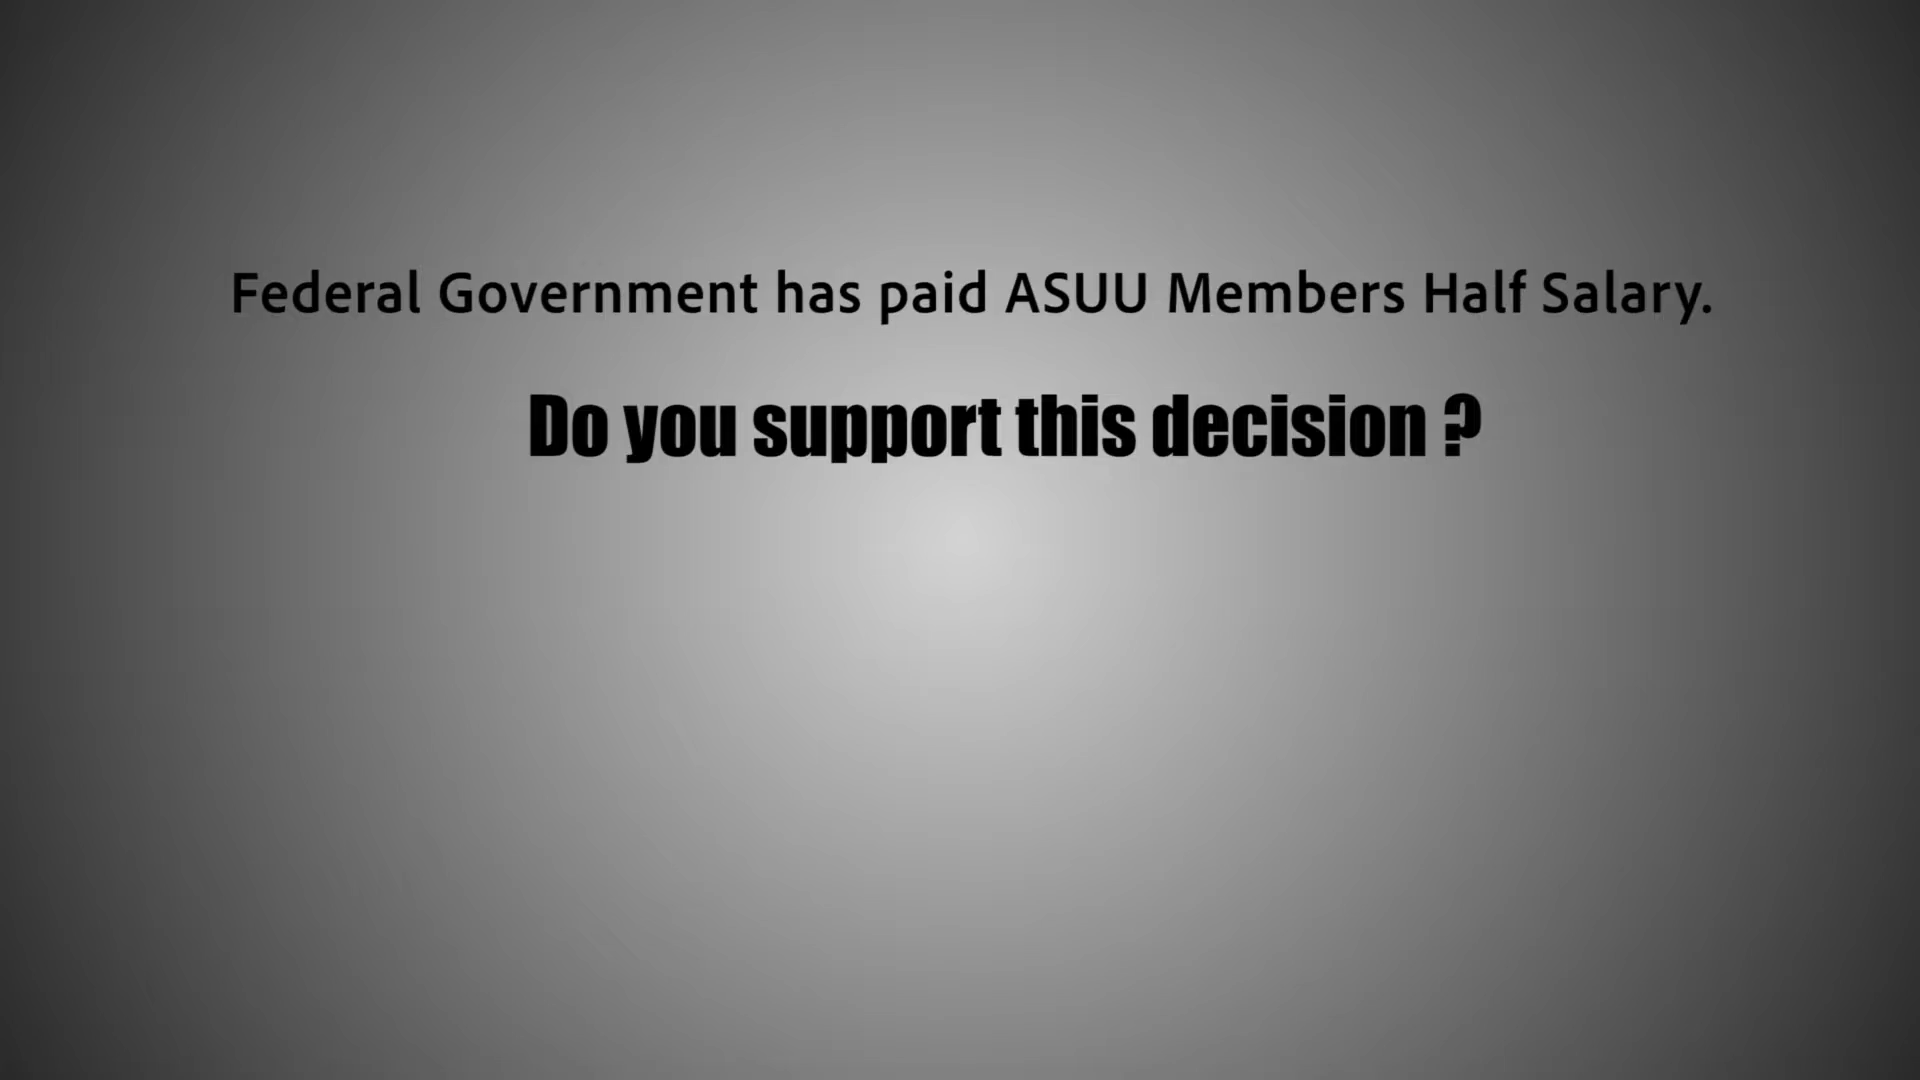 Federal Government has paid ASUU Members Half Salary.
Do you support this decision ?